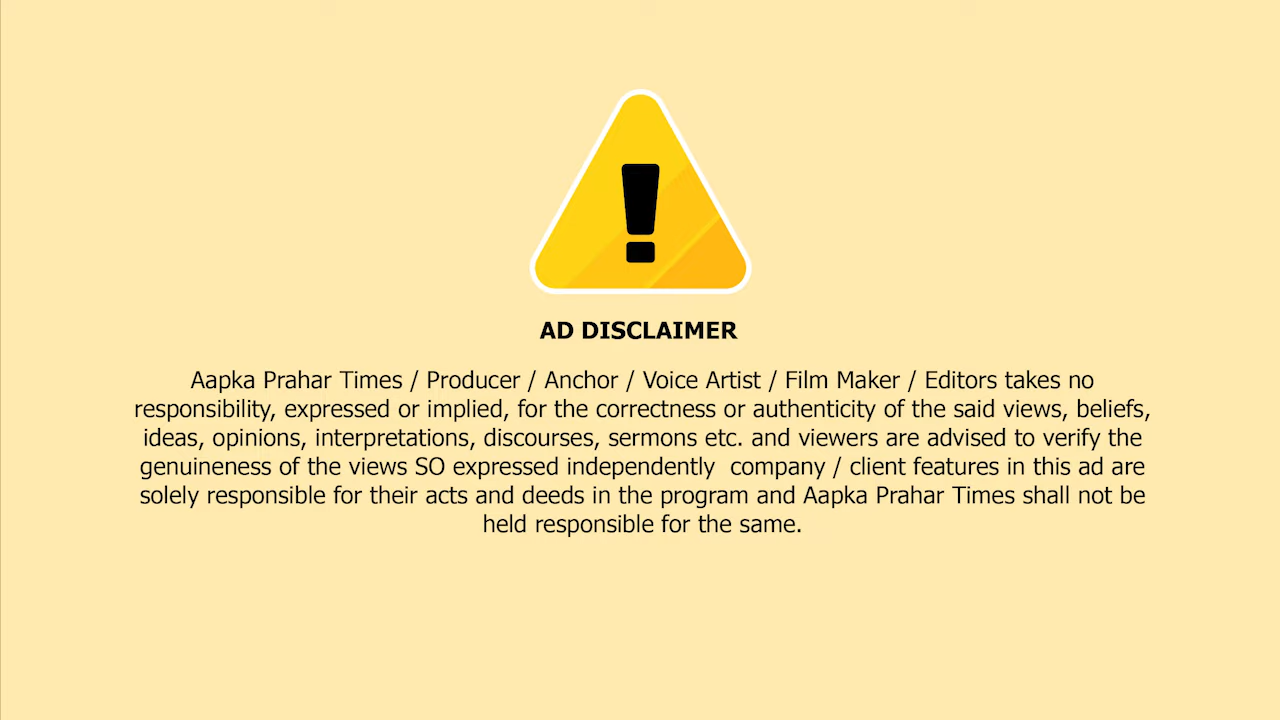 AD DISCLAIMER
Aapka Prahar Times / Producer / Anchor / Voice Artist / Film Maker / Editors takes no
responsibility, expressed or implied, for the correctness or authenticity of the said views, beliefs,
ideas, opinions, interpretations, discourses, sermons etc. and viewers are advised to verify the
genuineness of the views SO expressed independently  company / client features in this ad are
solely responsible for their acts and deeds in the program and Aapka Prahar Times shall not be
held responsible for the same.